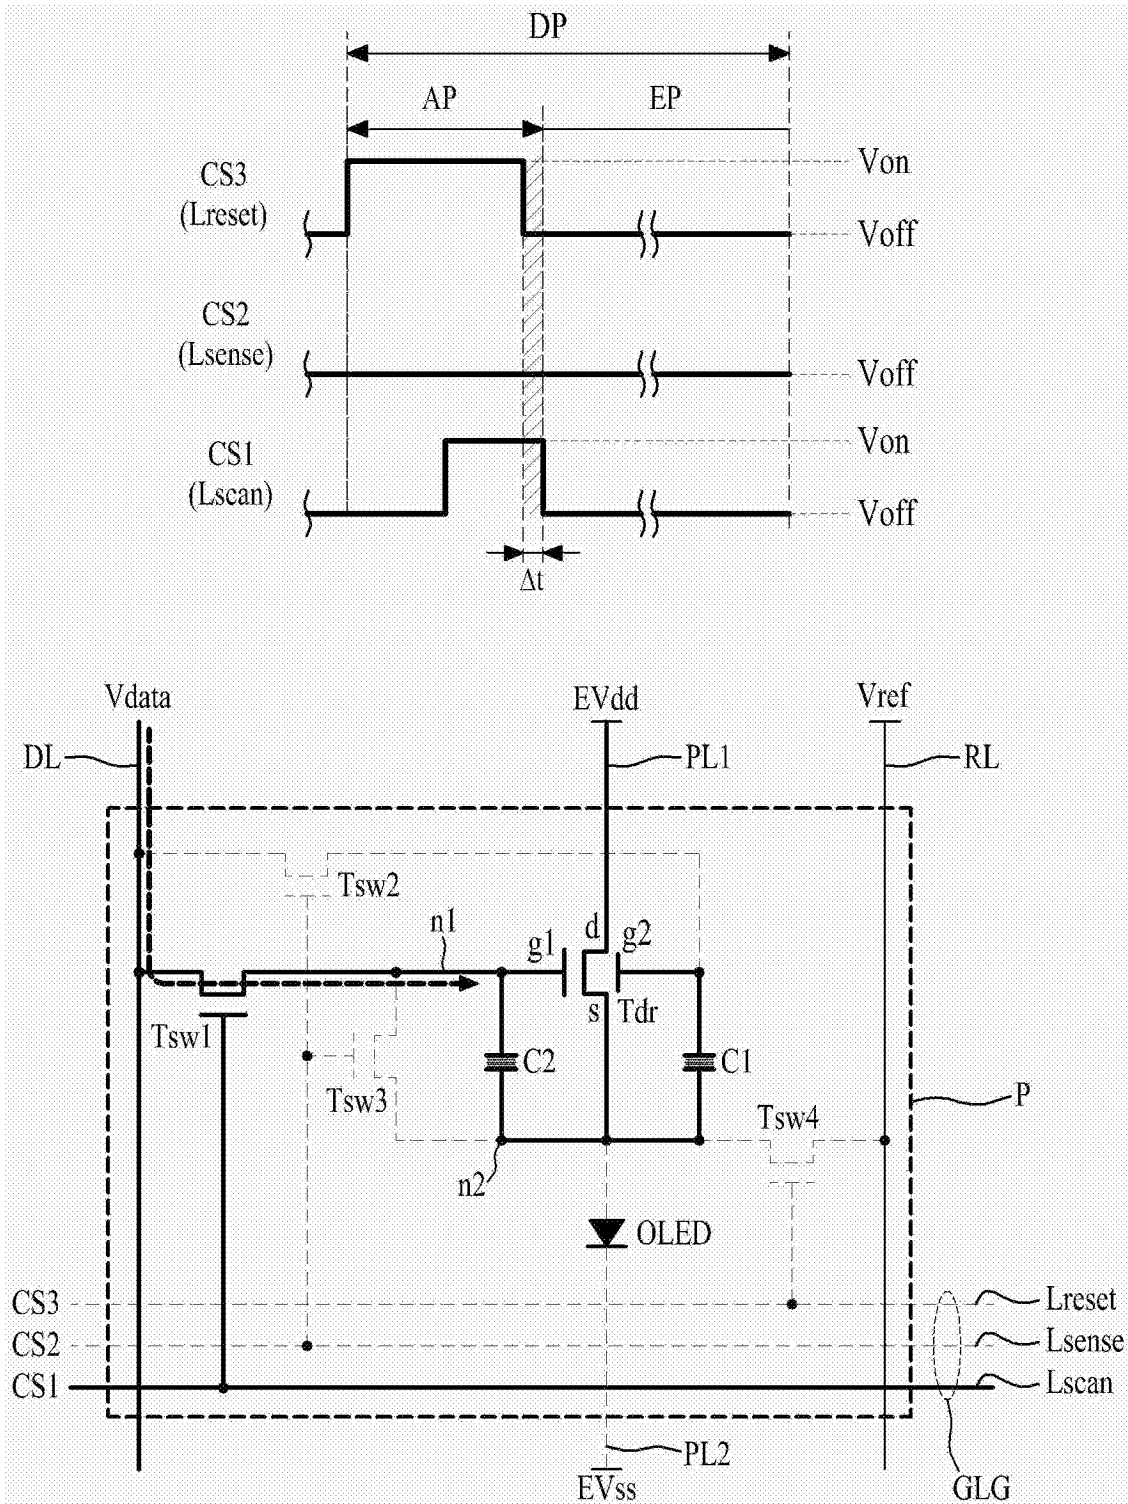 DP
AP EP
CS3
(Lreset)
Von
Voff
CS2
(Lsense)
Voff
CS1
(Lscan)
Von
Voff
Δt
Vdata EVdd Vref
DL PL1 RL
Tsw2
n1 g1 d g2
s Tdr
Tsw1
C2 C1
Tsw3
Tsw4 P
n2
OLED
CS3 Lreset
CS2 Lsense
CS1 Lscan
PL2
EVss GLG